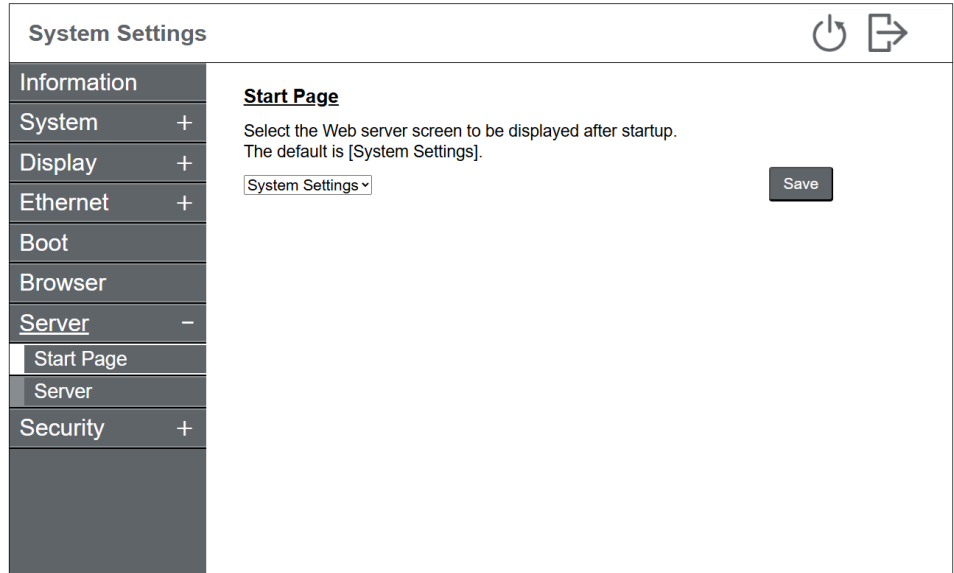 System Settings
Information
System +
Display +
Ethernet +
Boot
Browser
Server −
Start Page
Server
Security +
Start Page
Select the Web server screen to be displayed after startup.
The default is [System Settings].
System Settings
Save